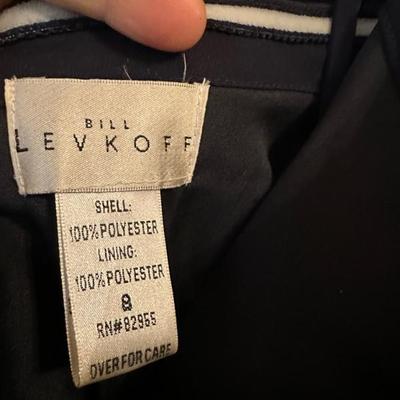 BILL
LEVKOFF
SHELL:
100%POLYESTER
LINING:
100%POLYESTER
8
RN#82955
OVER FOR CARE